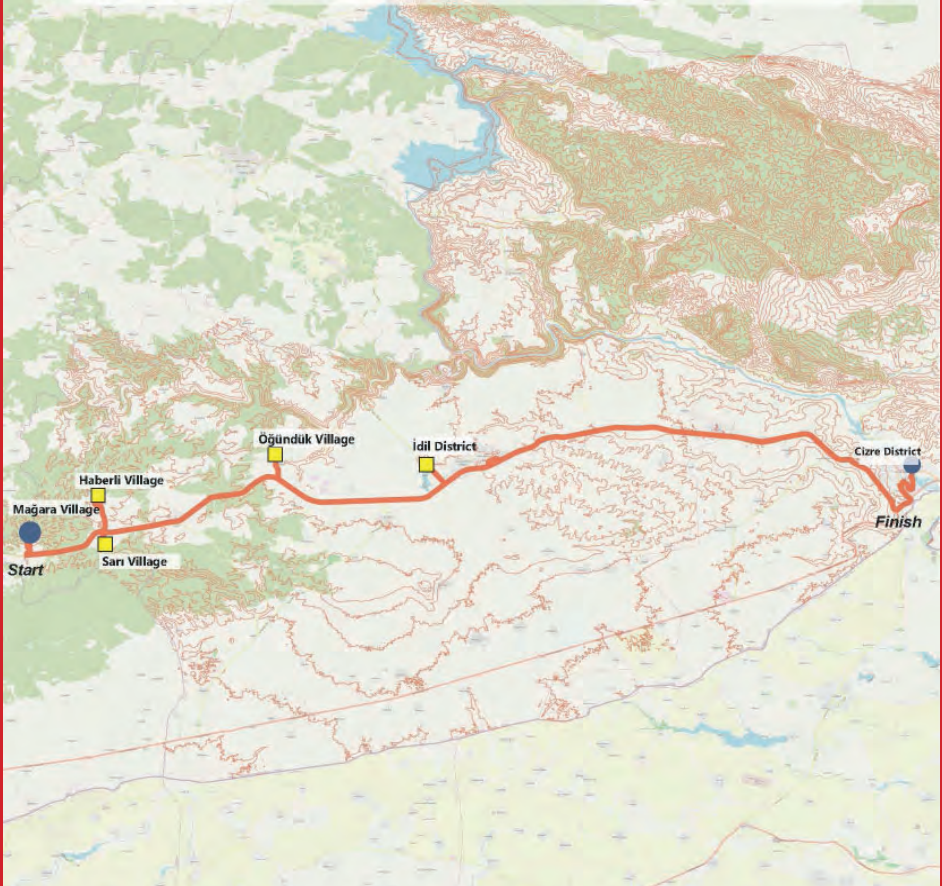 Öğündük Village
İdil District
Cizre District
Haberli Village
Mağara Village
Finish
Sarı Village
Start